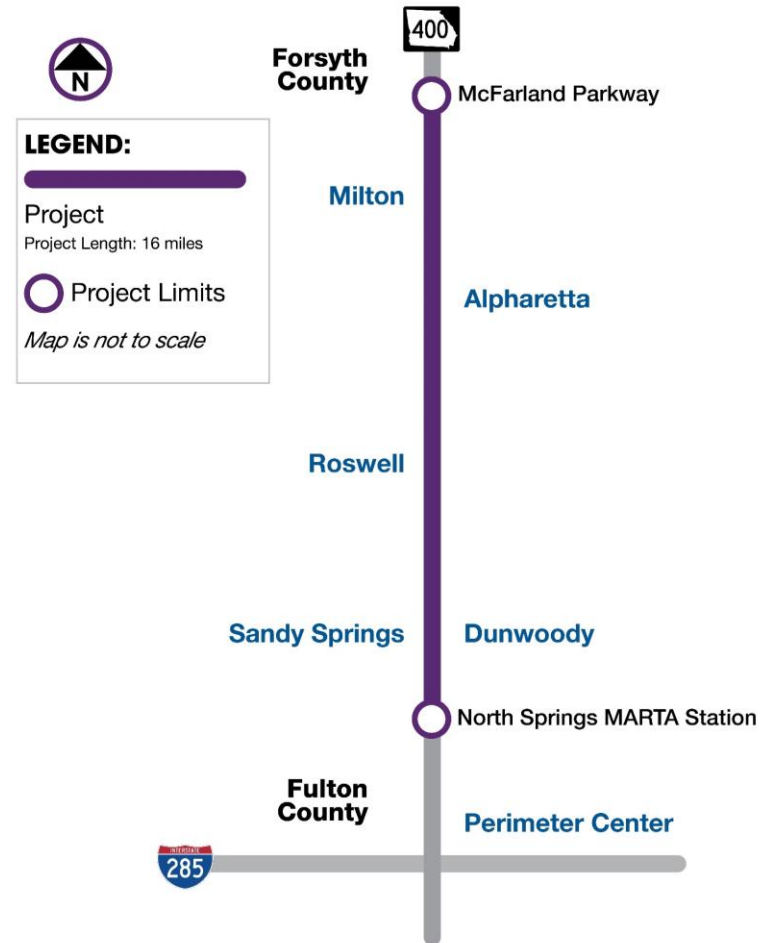 400
Forsyth
County
McFarland Parkway
N
LEGEND:
Project
Project Length: 16 miles
Project Limits
Map is not to scale
Milton
Alpharetta
Roswell
Sandy Springs
Dunwoody
North Springs MARTA Station
Fulton
County
Perimeter Center
INTERSTATE
285